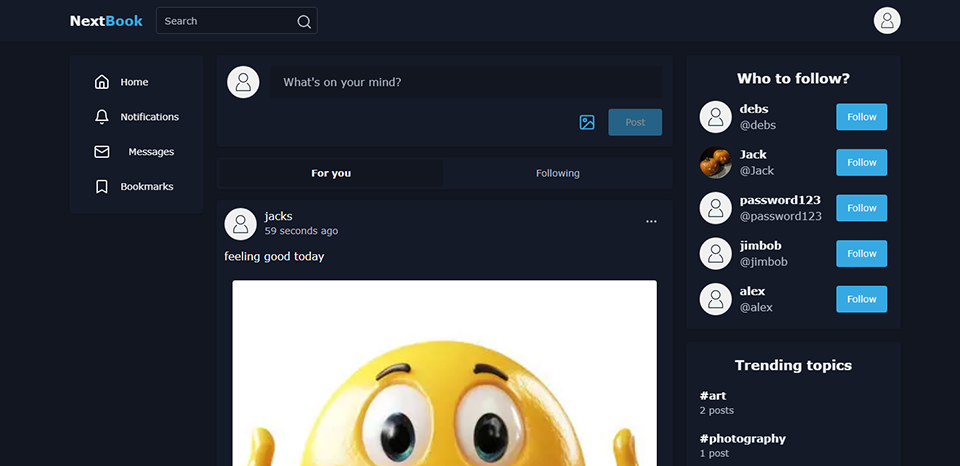 NextBook
Search
Home
Notifications
Messages
Bookmarks
What's on your mind?
Post
For you
Following
jacks
59 seconds ago
feeling good today
Who to follow?
debs
@debs
Follow
Jack
@Jack
Follow
password123
@password123
Follow
jimbob
@jimbob
Follow
alex
@alex
Follow
Trending topics
#art
2 posts
#photography
1 post